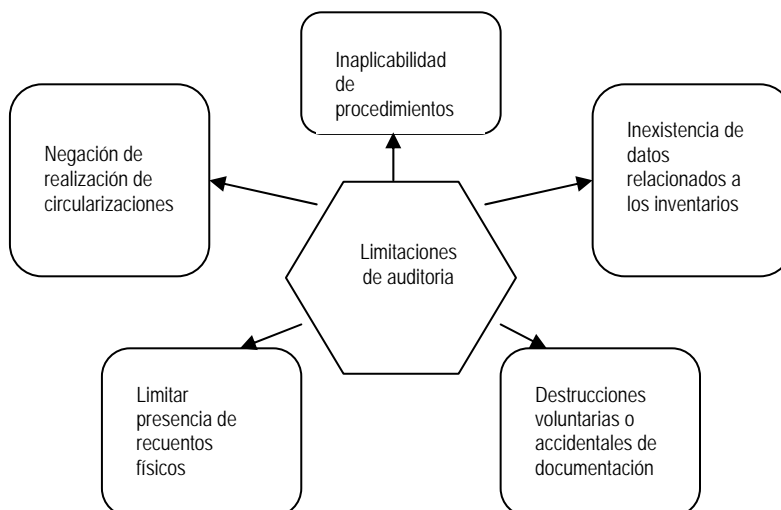 Inaplicabilidad
de
procedimientos
Negación de
realización de
circularizaciones
Inexistencia de
datos
relacionados a
los inventarios
Limitaciones
de auditoria
Limitar
presencia de
recuentos
físicos
Destrucciones
voluntarias o
accidentales de
documentación